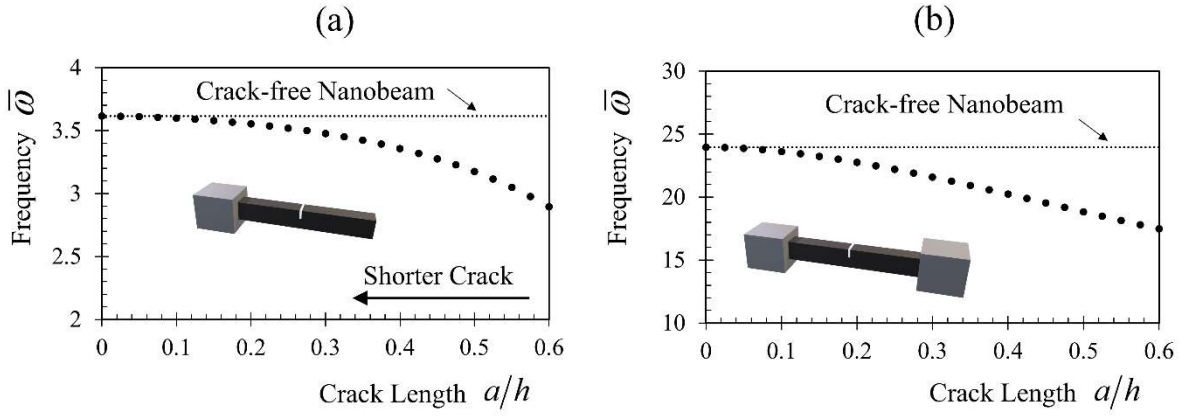 (a)
4
3.5
3
2.5
2
Frequency ω̅
Crack-free Nanobeam
Shorter Crack
0 0.1 0.2 0.3 0.4 0.5 0.6
Crack Length a/h
(b)
30
25
20
15
10
Frequency ω̅
Crack-free Nanobeam
0 0.1 0.2 0.3 0.4 0.5 0.6
Crack Length a/h